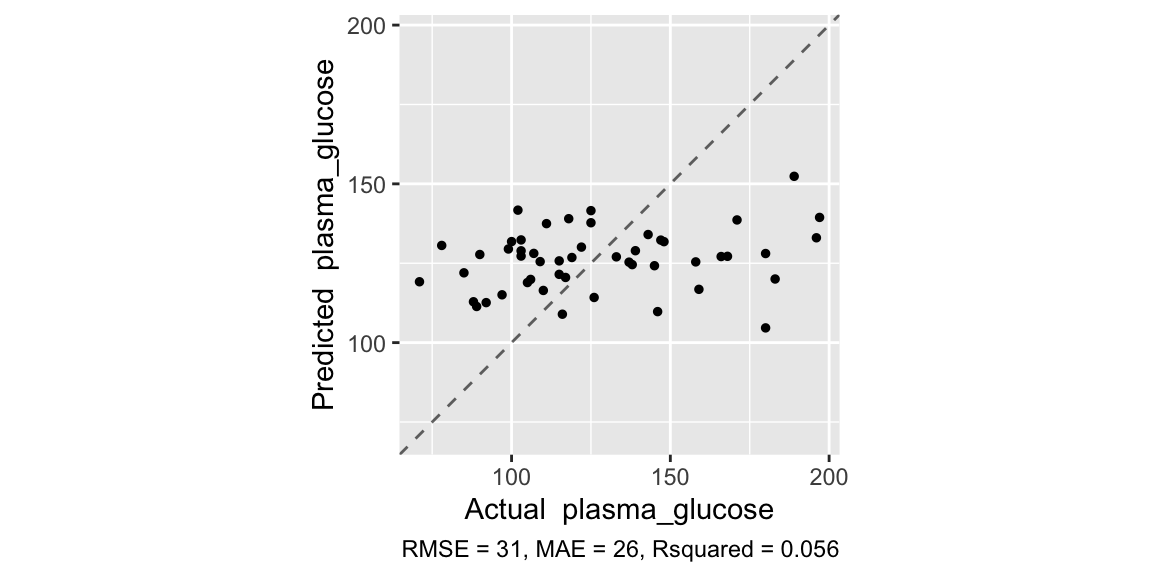 200
150
100
Predicted plasma_glucose
100 150 200
Actual plasma_glucose
RMSE = 31, MAE = 26, Rsquared = 0.056